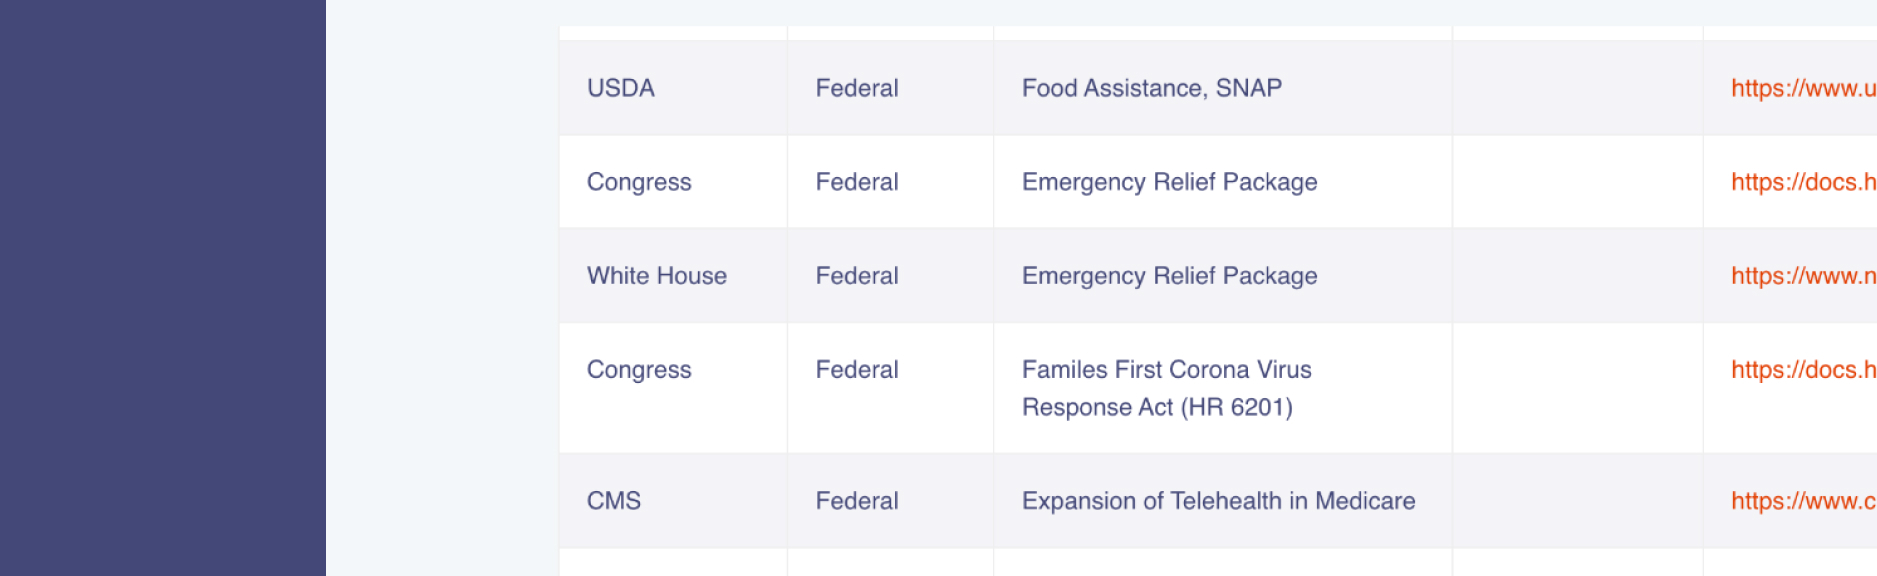 USDA Federal Food Assistance, SNAP https://www.u
Congress Federal Emergency Relief Package https://docs.h
White House Federal Emergency Relief Package https://www.n
Congress Federal Familes First Corona Virus https://docs.h
Response Act (HR 6201)
CMS Federal Expansion of Telehealth in Medicare https://www.c